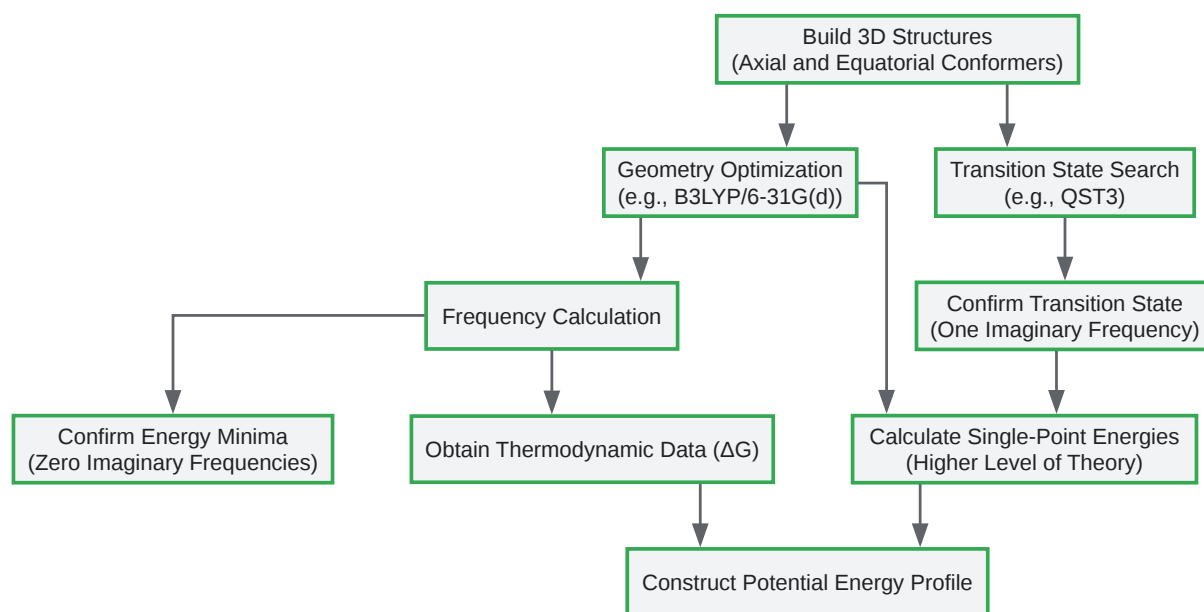 Build 3D Structures
(Axial and Equatorial Conformers)
Geometry Optimization
(e.g., B3LYP/6-31G(d))
Transition State Search
(e.g., QST3)
Frequency Calculation
Confirm Transition State
(One Imaginary Frequency)
Confirm Energy Minima
(Zero Imaginary Frequencies)
Obtain Thermodynamic Data (ΔG)
Calculate Single-Point Energies
(Higher Level of Theory)
Construct Potential Energy Profile